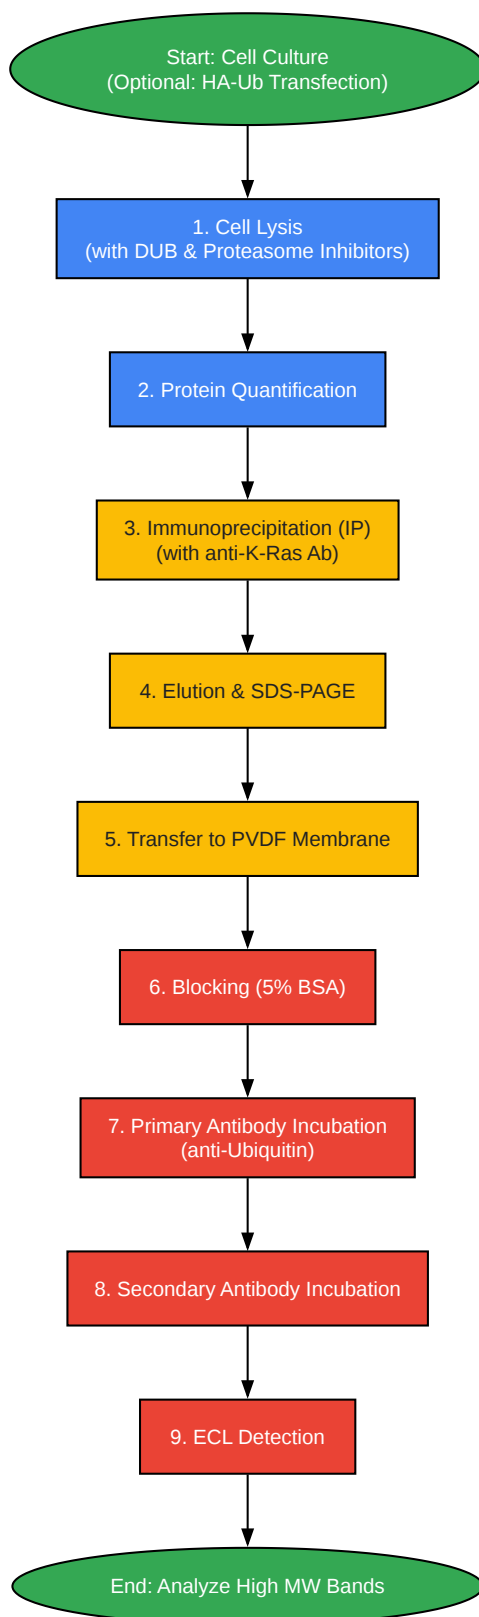 Start: Cell Culture
(Optional: HA-Ub Transfection)
1. Cell Lysis
(with DUB & Proteasome Inhibitors)
2. Protein Quantification
3. Immunoprecipitation (IP)
(with anti-K-Ras Ab)
4. Elution & SDS-PAGE
5. Transfer to PVDF Membrane
6. Blocking (5% BSA)
7. Primary Antibody Incubation
(anti-Ubiquitin)
8. Secondary Antibody Incubation
9. ECL Detection
End: Analyze High MW Bands